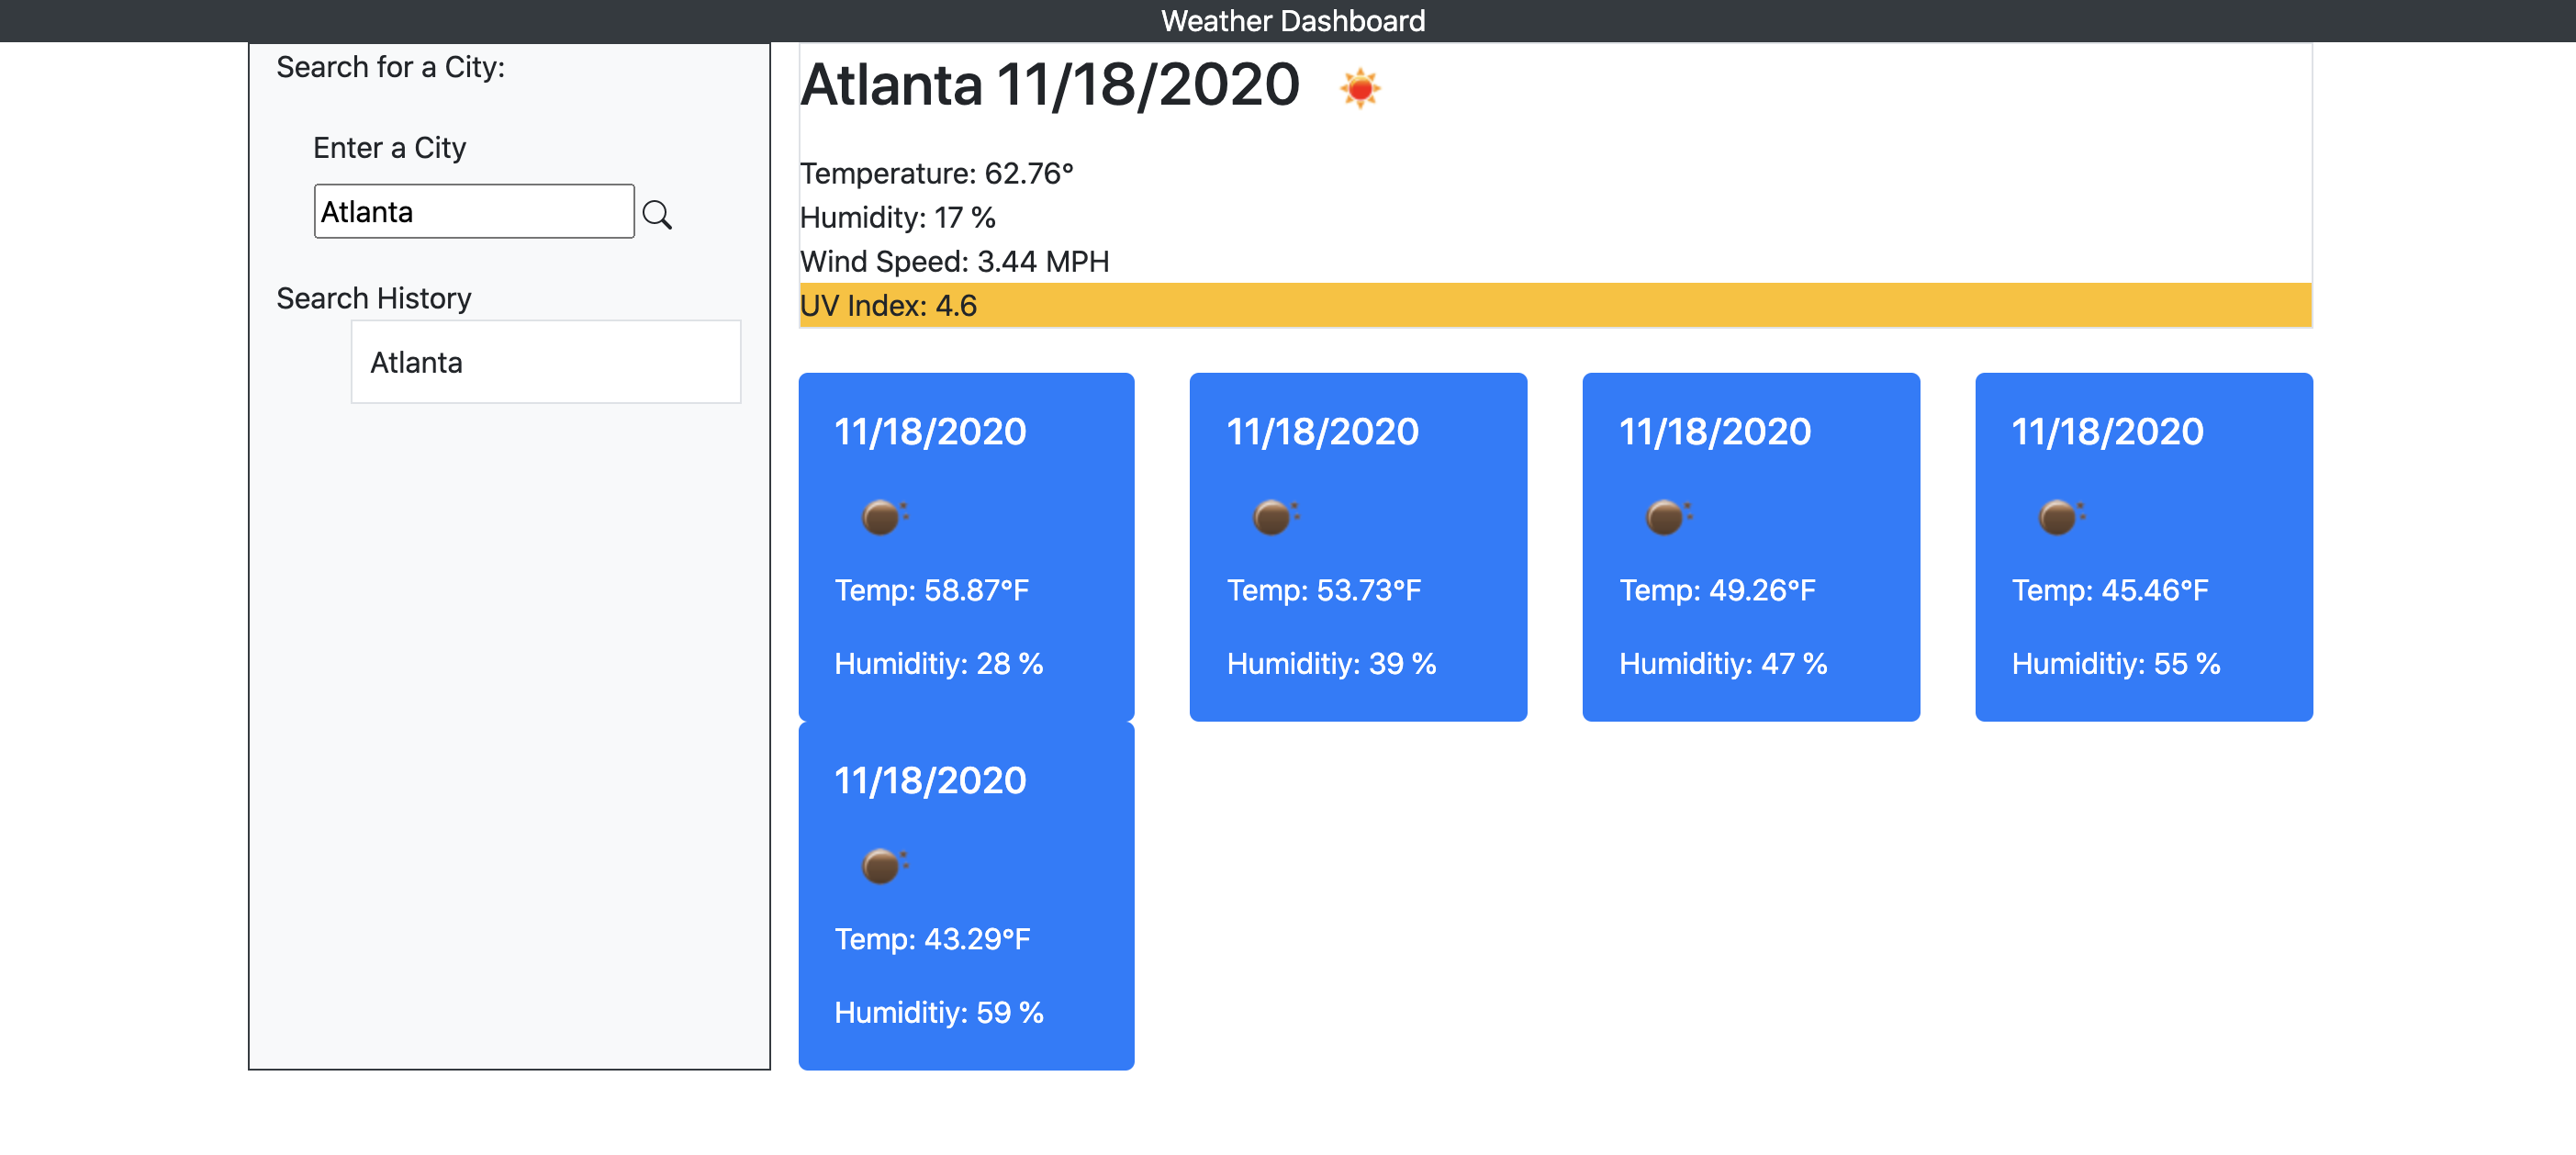 Weather Dashboard
Search for a City:
Enter a City
Atlanta
Search History
Atlanta
Atlanta 11/18/2020
Temperature: 62.76°
Humidity: 17 %
Wind Speed: 3.44 MPH
UV Index: 4.6
11/18/2020
Temp: 58.87°F
Humiditiy: 28 %
11/18/2020
Temp: 53.73°F
Humiditiy: 39 %
11/18/2020
Temp: 49.26°F
Humiditiy: 47 %
11/18/2020
Temp: 45.46°F
Humiditiy: 55 %
11/18/2020
Temp: 43.29°F
Humiditiy: 59 %